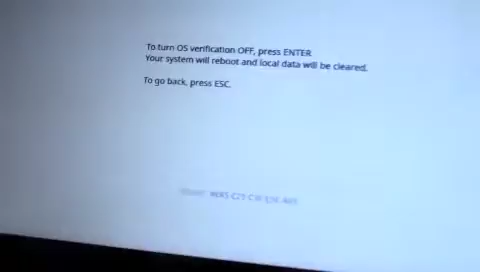 To turn OS verification OFF, press ENTER.
Your system will reboot and local data will be cleared.
To go back, press ESC.